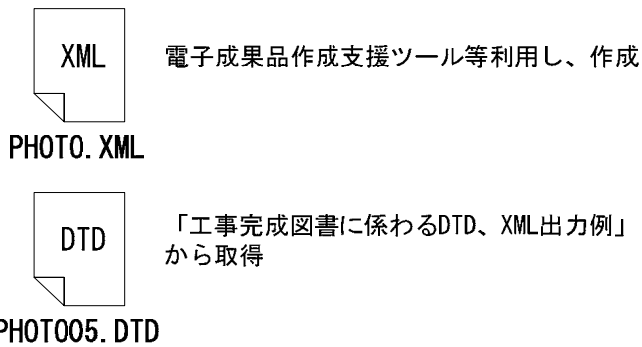 XML
電子成果品作成支援ツール等利用し、作成
PHOTO.XML
DTD
「工事完成図書に係わるDTD、XML出力例」
から取得
PHOTO05.DTD